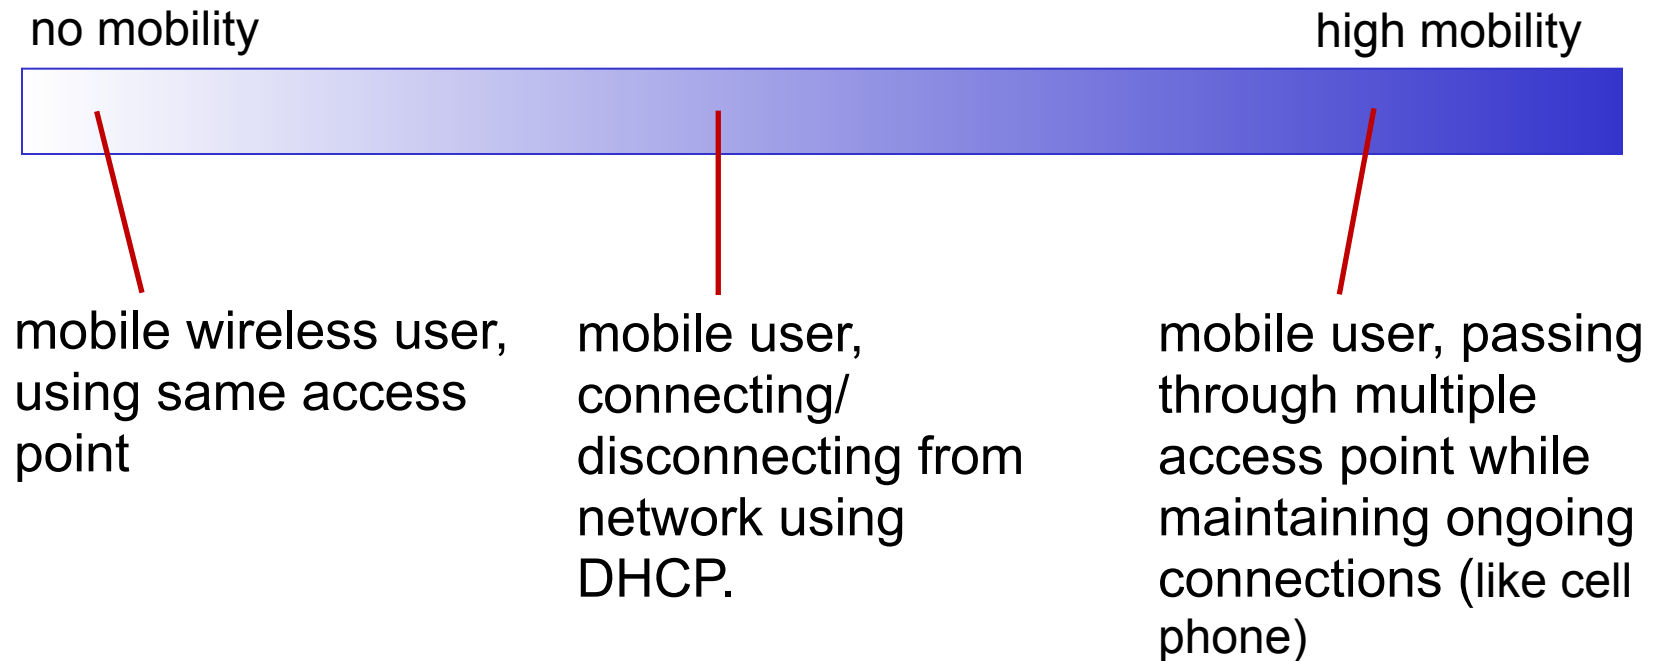 no mobility
high mobility
mobile wireless user,
using same access
point
mobile user,
connecting/
disconnecting from
network using
DHCP.
mobile user, passing
through multiple
access point while
maintaining ongoing
connections (like cell
phone)